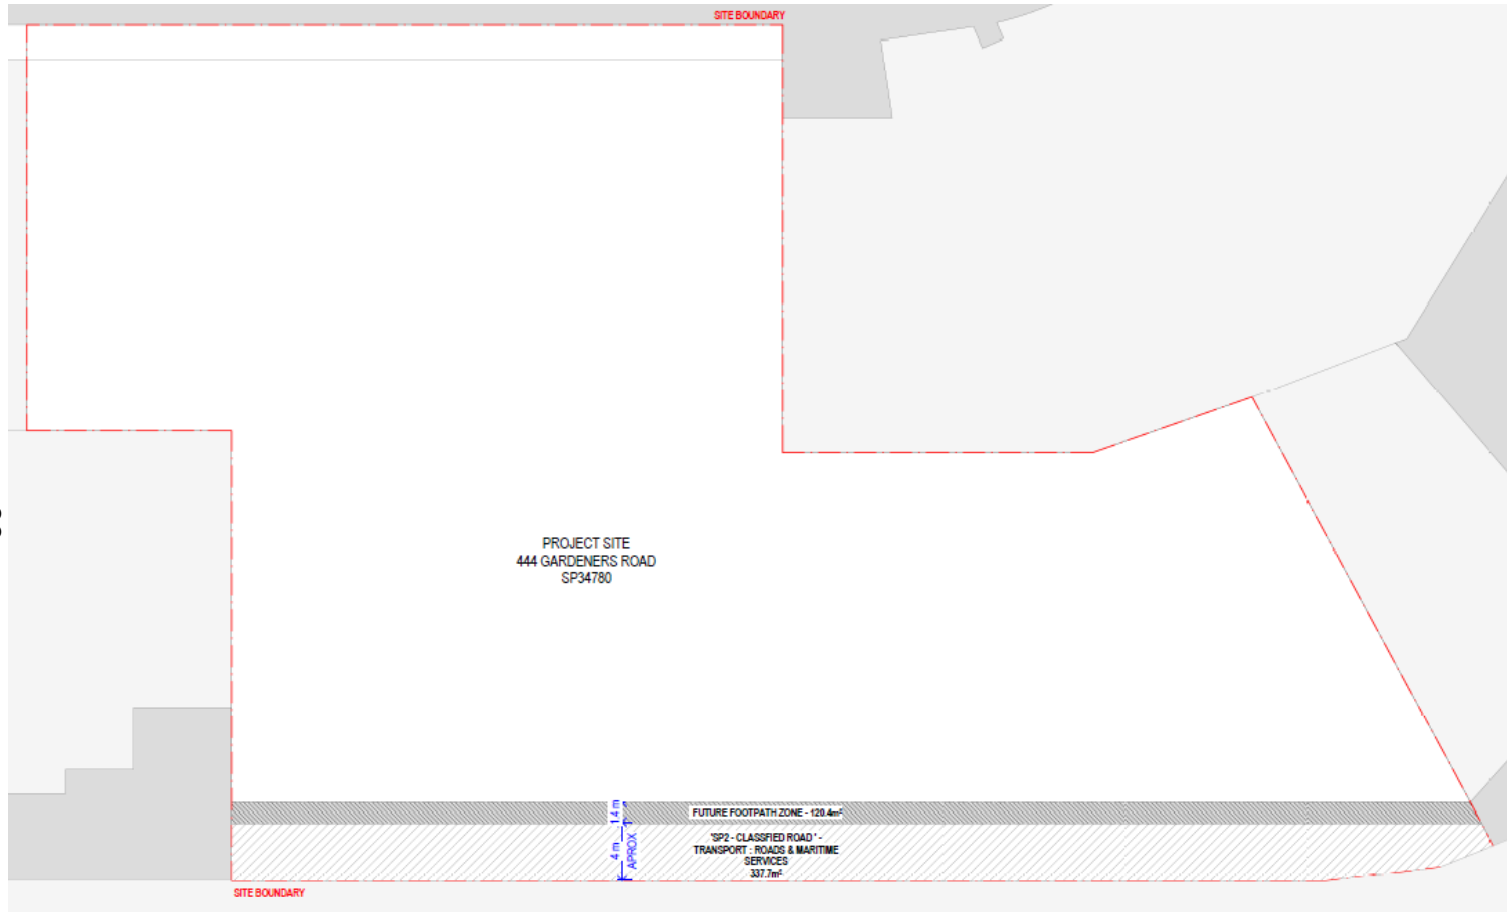 SITE BOUNDARY
PROJECT SITE
444 GARDENERS ROAD
SP34780
1.4 m
FUTURE FOOTPATH ZONE - 120.4m²
4 m
APROX
'SP2 - CLASSFIED ROAD' -
TRANSPORT : ROADS & MARITIME
SERVICES
337.7m²
SITE BOUNDARY